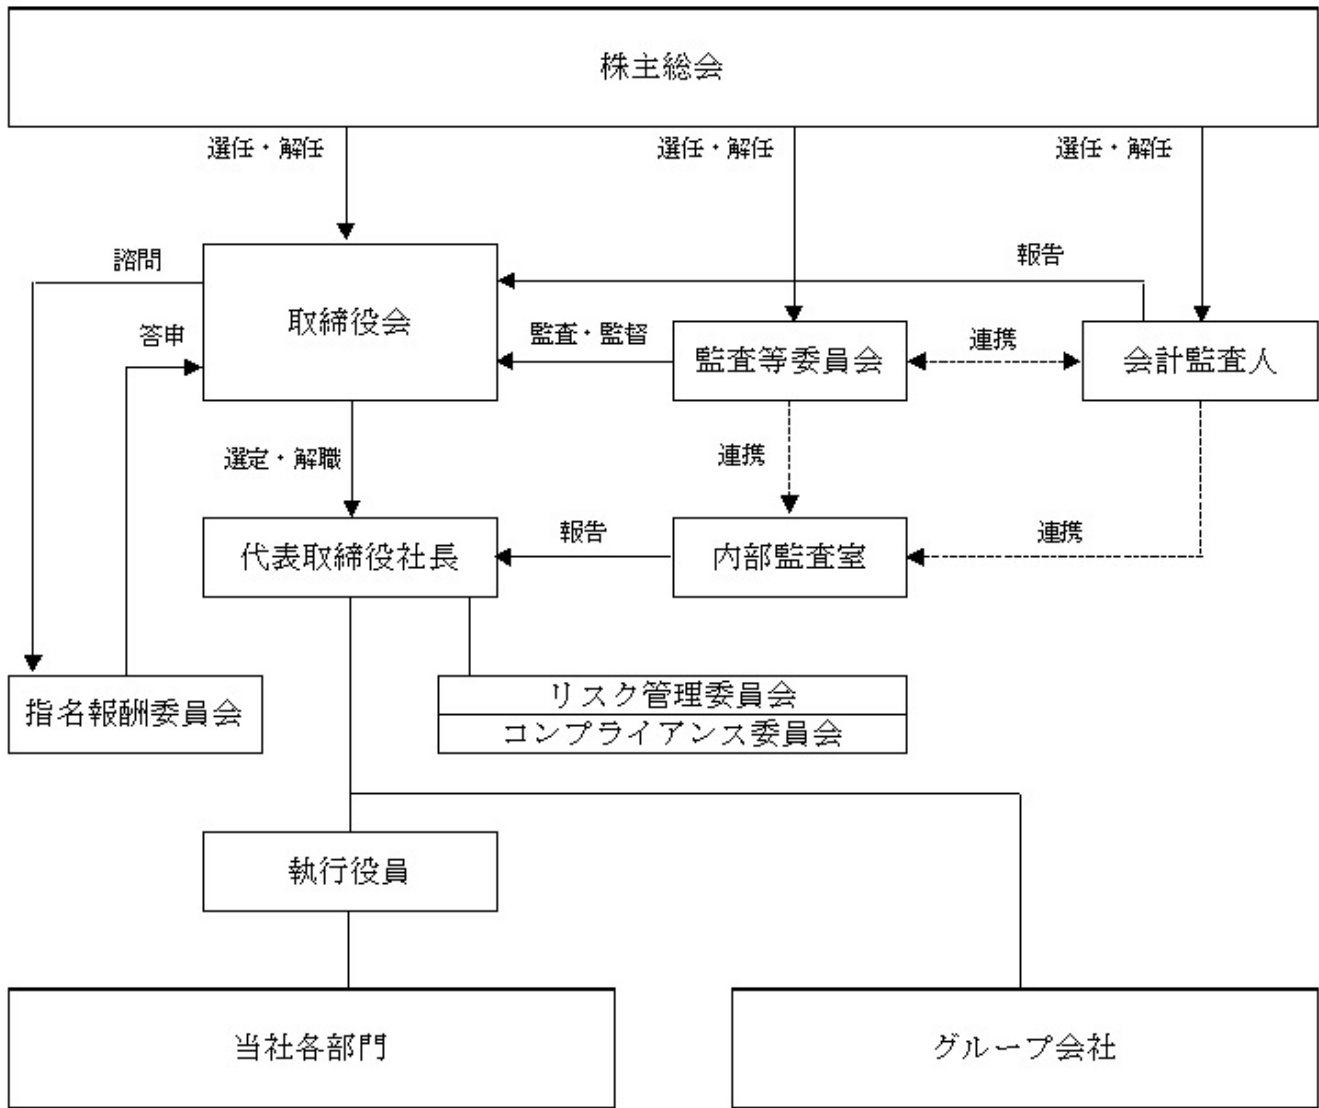 株主総会
選任・解任
選任・解任
選任・解任
諮問
報告
取締役会
答申
監査・監督
監査等委員会
連携
会計監査人
選定・解職
連携
代表取締役社長
報告
内部監査室
連携
指名報酬委員会
リスク管理委員会
コンプライアンス委員会
執行役員
当社各部門
グループ会社